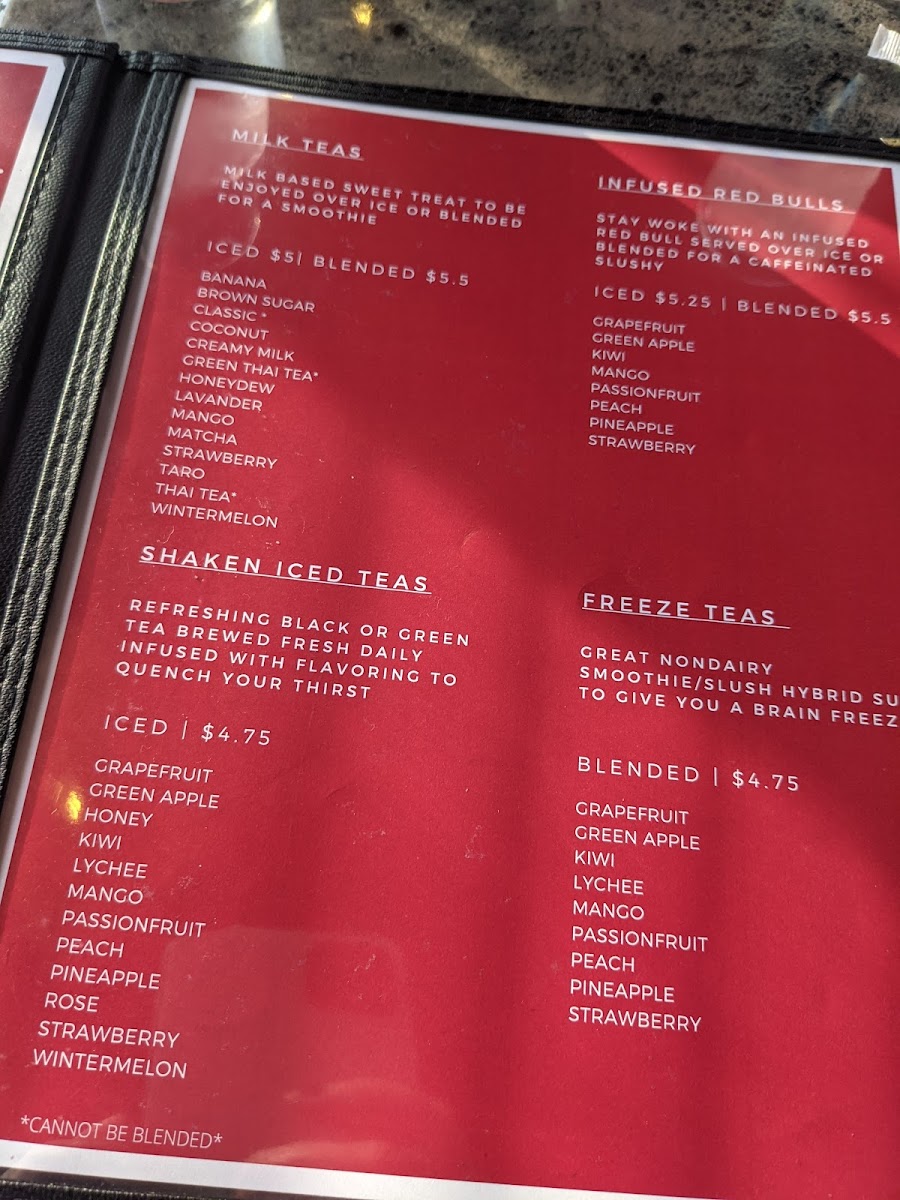 MILK TEAS
MILK BASED SWEET TREAT TO BE
ENJOYED OVER ICE OR BLENDED
FOR A SMOOTHIE
ICED $5| BLENDED $5.5
BANANA
BROWN SUGAR
CLASSIC *
COCONUT
CREAMY MILK
GREEN THAI TEA*
HONEYDEW
LAVANDER
MANGO
MATCHA
STRAWBERRY
TARO
THAI TEA*
WINTERMELON
SHAKEN ICED TEAS
REFRESHING BLACK OR GREEN
TEA BREWED FRESH DAILY
INFUSED WITH FLAVORING TO
QUENCH YOUR THIRST
ICED | $4.75
GRAPEFRUIT
GREEN APPLE
HONEY
KIWI
LYCHEE
MANGO
PASSIONFRUIT
PEACH
PINEAPPLE
ROSE
STRAWBERRY
WINTERMELON
*CANNOT BE BLENDED*
INFUSED RED BULLS
STAY WOKE WITH AN INFUSED
RED BULL SERVED OVER ICE OR
BLENDED FOR A CAFFEINATED
SLUSHY
ICED $5.25 | BLENDED $5.5
GRAPEFRUIT
GREEN APPLE
KIWI
MANGO
PASSIONFRUIT
PEACH
PINEAPPLE
STRAWBERRY
FREEZE TEAS
GREAT NONDAIRY
SMOOTHIE/SLUSH HYBRID SU
TO GIVE YOU A BRAIN FREEZ
BLENDED | $4.75
GRAPEFRUIT
GREEN APPLE
KIWI
LYCHEE
MANGO
PASSIONFRUIT
PEACH
PINEAPPLE
STRAWBERRY